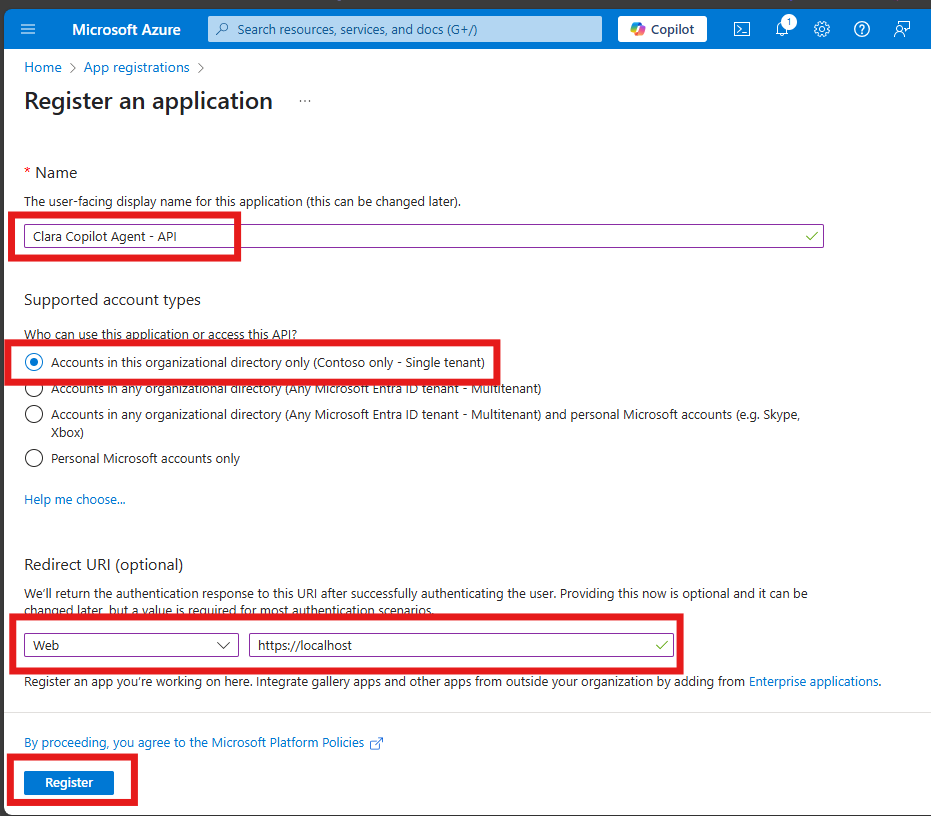 Microsoft Azure
Search resources, services, and docs (G+/)
Copilot
1
Home > App registrations >
Register an application ...
* Name
The user-facing display name for this application (this can be changed later).
Clara Copilot Agent - API
Supported account types
Who can use this application or access this API?
Accounts in this organizational directory only (Contoso only - Single tenant)
Accounts in any organizational directory (Any Microsoft Entra ID tenant - Multitenant)
Accounts in any organizational directory (Any Microsoft Entra ID tenant - Multitenant) and personal Microsoft accounts (e.g. Skype,
Xbox)
Personal Microsoft accounts only
Help me choose...
Redirect URI (optional)
We'll return the authentication response to this URI after successfully authenticating the user. Providing this now is optional and it can be
changed later, but a value is required for most authentication scenarios.
Web
https://localhost
Register an app you're working on here. Integrate gallery apps and other apps from outside your organization by adding from Enterprise applications.
By proceeding, you agree to the Microsoft Platform Policies
Register